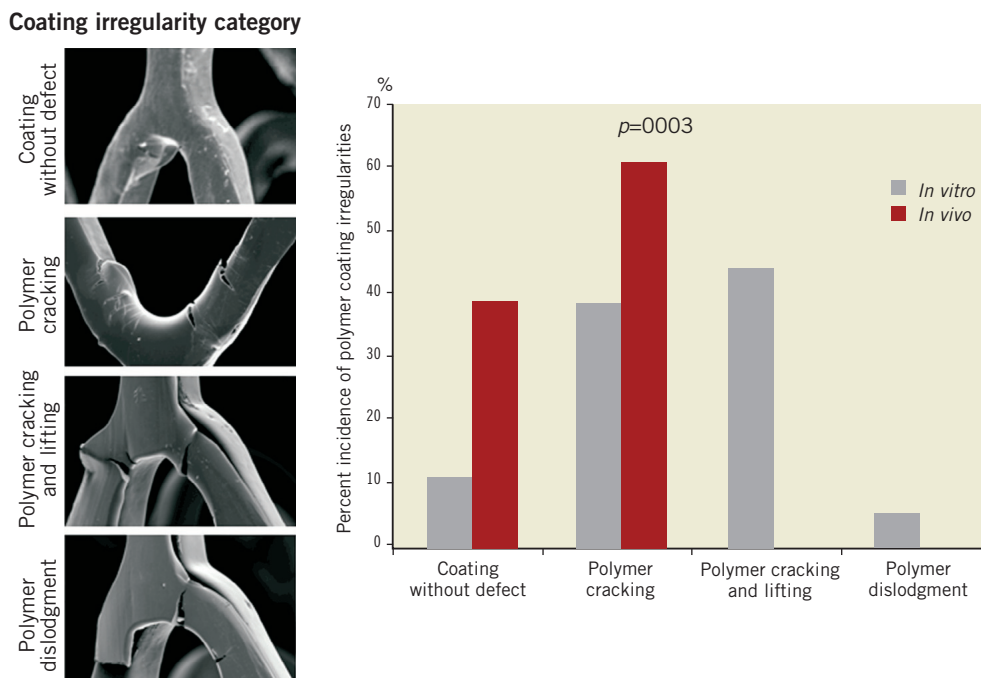 Coating irregularity category
Coating
without defect
Polymer
cracking
Polymer cracking
and lifting
Polymer
dislodgment
%
Percent incidence of polymer coating irregularities
70
60
50
40
30
20
10
0
p=0003
In vitro
In vivo
Coating
without defect
Polymer
cracking
Polymer cracking
and lifting
Polymer
dislodgment